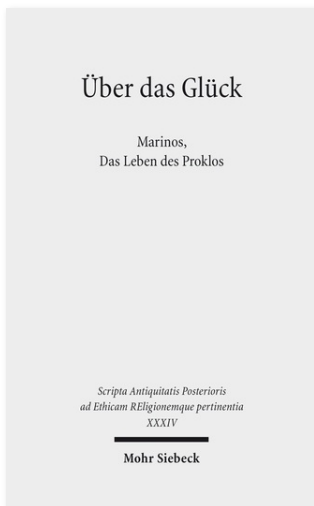 Über das Glück
Marinos,
Das Leben des Proklos
Scripta Antiquitatis Posterioris
ad Ethicam REligionemque pertinentia
XXXIV
Mohr Siebeck